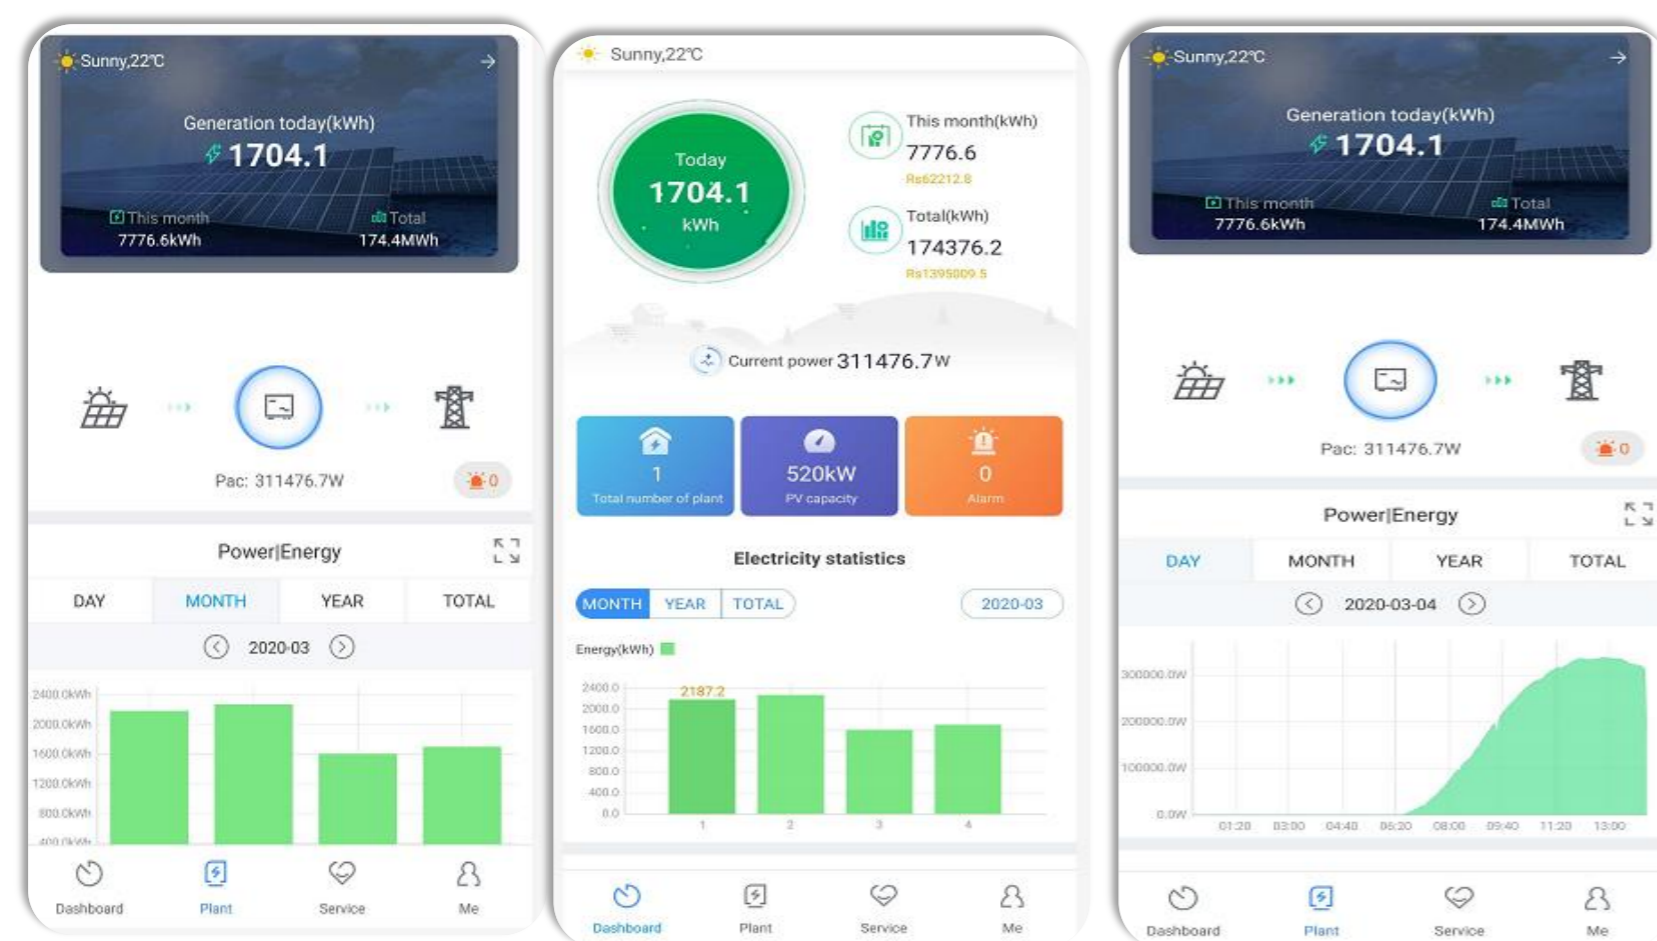 Sunny,22℃
Generation today(kWh)
1704.1
This month
Total
7776.6kWh
174.4MWh
Pac: 311476.7W
0
Power|Energy
DAY MONTH YEAR TOTAL
2020-03
2400.0kWh
2000.0kWh
1600.0kWh
1200.0kWh
800.0kWh
400.0kWh
Dashboard Plant Service Me
Sunny,22℃
Today
1704.1
kWh
This month(kWh)
7776.6
Rs62212.8
Total(kWh)
174376.2
Rs1395009.5
Current power 311476.7W
1
Total number of plant
520kW
PV capacity
0
Alarm
Electricity statistics
MONTH YEAR TOTAL
2020-03
Energy(kWh)
2187.2
2400.0
2000.0
1600.0
1200.0
800.0
400.0
0.0
1 2 3 4
Dashboard Plant Service Me
Sunny,22℃
Generation today(kWh)
1704.1
This month
Total
7776.6kWh
174.4MWh
Pac: 311476.7W
0
Power|Energy
DAY MONTH YEAR TOTAL
2020-03-04
300000.0W
200000.0W
100000.0W
0.0W
01:20 03:00 04:40 06:20 08:00 09:40 11:20 13:00
Dashboard Plant Service Me